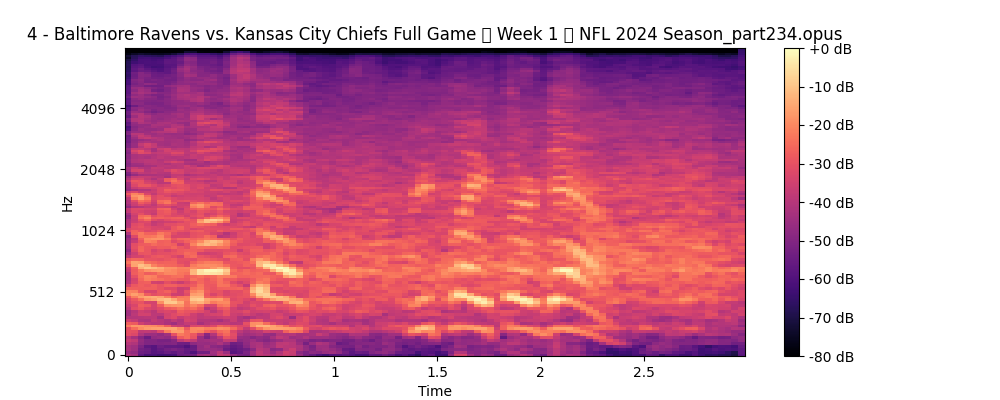 4 - Baltimore Ravens vs. Kansas City Chiefs Full Game ▯ Week 1 ▯ NFL 2024 Season_part234.opus
+0 dB
-10 dB
-20 dB
-30 dB
-40 dB
-50 dB
-60 dB
-70 dB
-80 dB
4096
2048
1024
512
0
Hz
0
0.5
1
1.5
2
2.5
Time